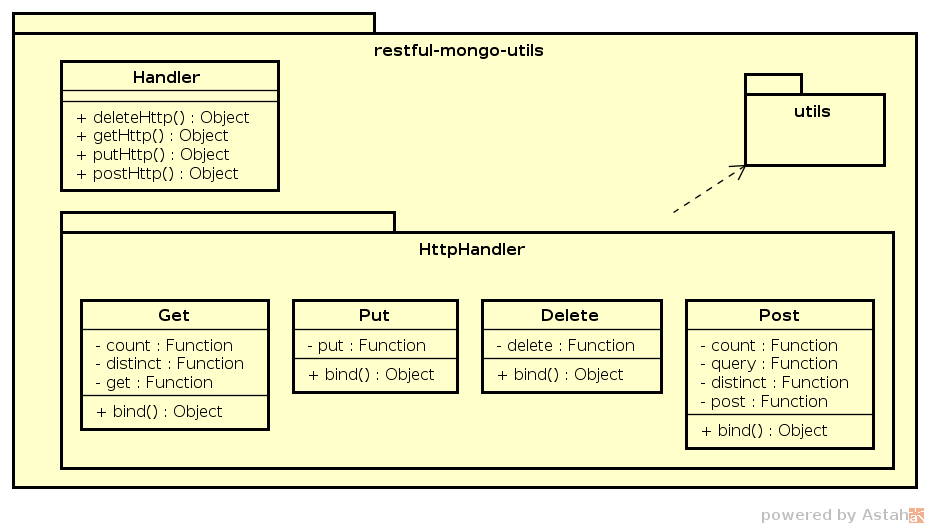 restful-mongo-utils
Handler
+ deleteHttp() : Object
+ getHttp() : Object
+ putHttp() : Object
+ postHttp() : Object
utils
HttpHandler
Get
- count : Function
- distinct : Function
- get : Function
+ bind() : Object
Put
- put : Function
+ bind() : Object
Delete
- delete : Function
+ bind() : Object
Post
- count : Function
- query : Function
- distinct : Function
- post : Function
+ bind() : Object
powered by Astah